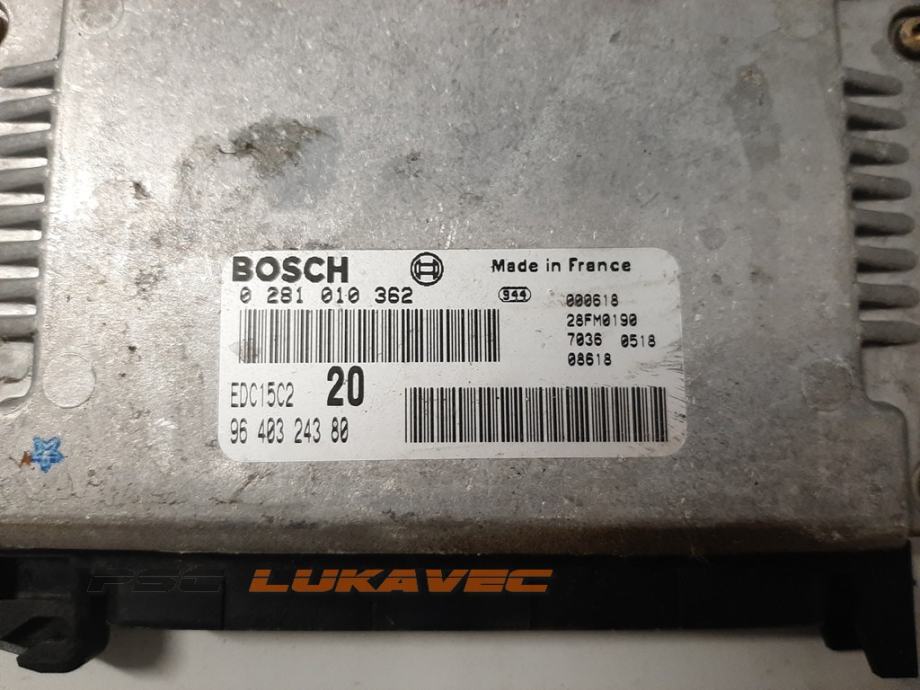 BOSCH
Made in France
0 281 010 362
944
000618
28FM0190
7036 0518
08618
EDC15C2 20
96 403 243 80
PSC LUKAVEC